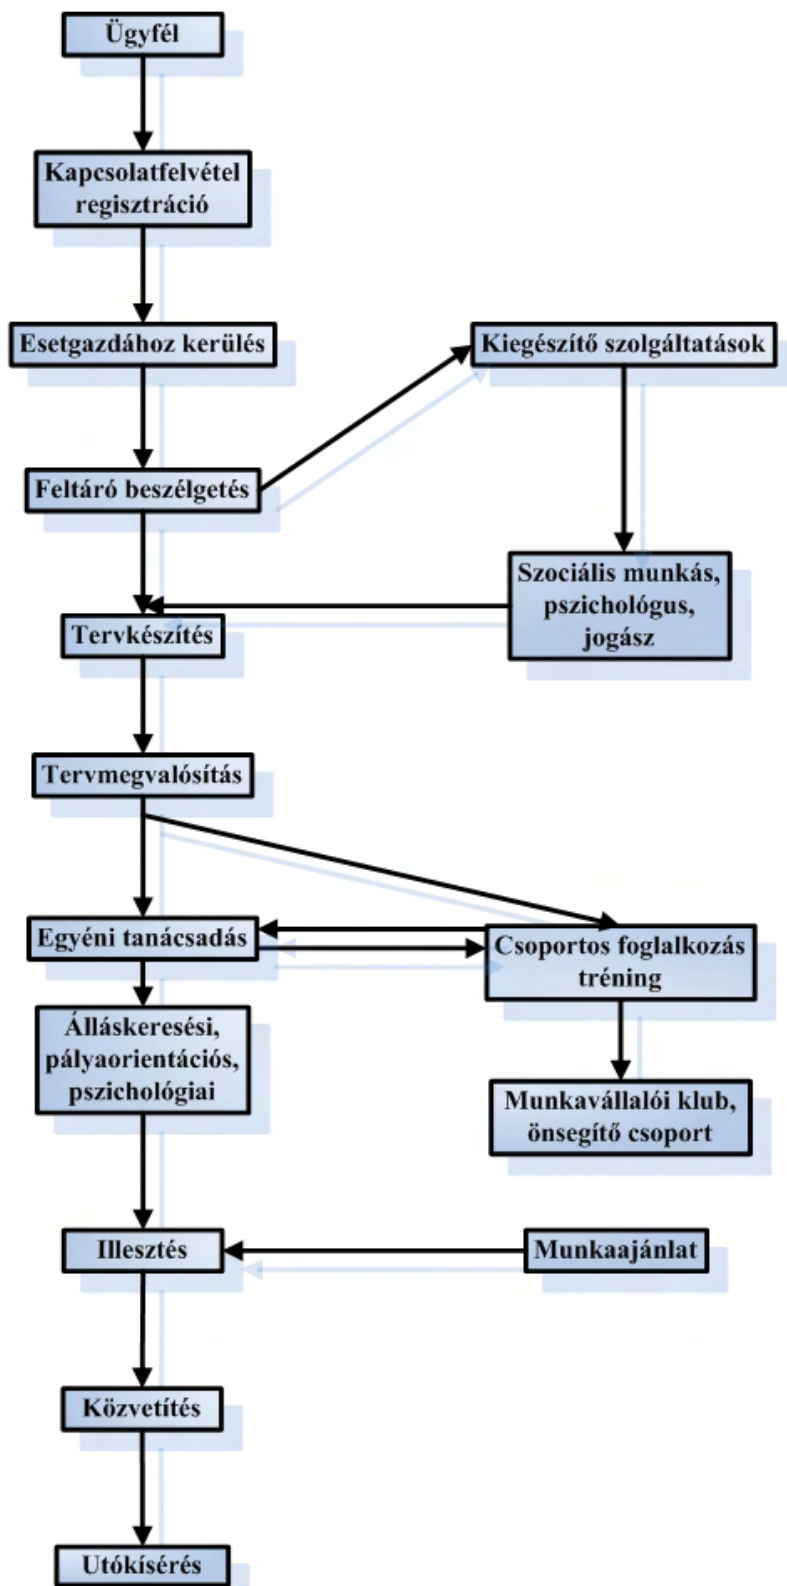 Ügyfél
Kapcsolatfelvétel
regisztráció
Esetgazdához kerülés
Kiegészítő szolgáltatások
Feltáró beszélgetés
Szociális munkás,
pszichológus,
jogász
Tervkészítés
Tervmegvalósítás
Egyéni tanácsadás
Csoportos foglalkozás
tréning
Álláskeresési,
pályaorientációs,
pszichológiai
Munkavállalói klub,
önsegítő csoport
Illesztés
Munkaajánlat
Közvetítés
Utókísérés